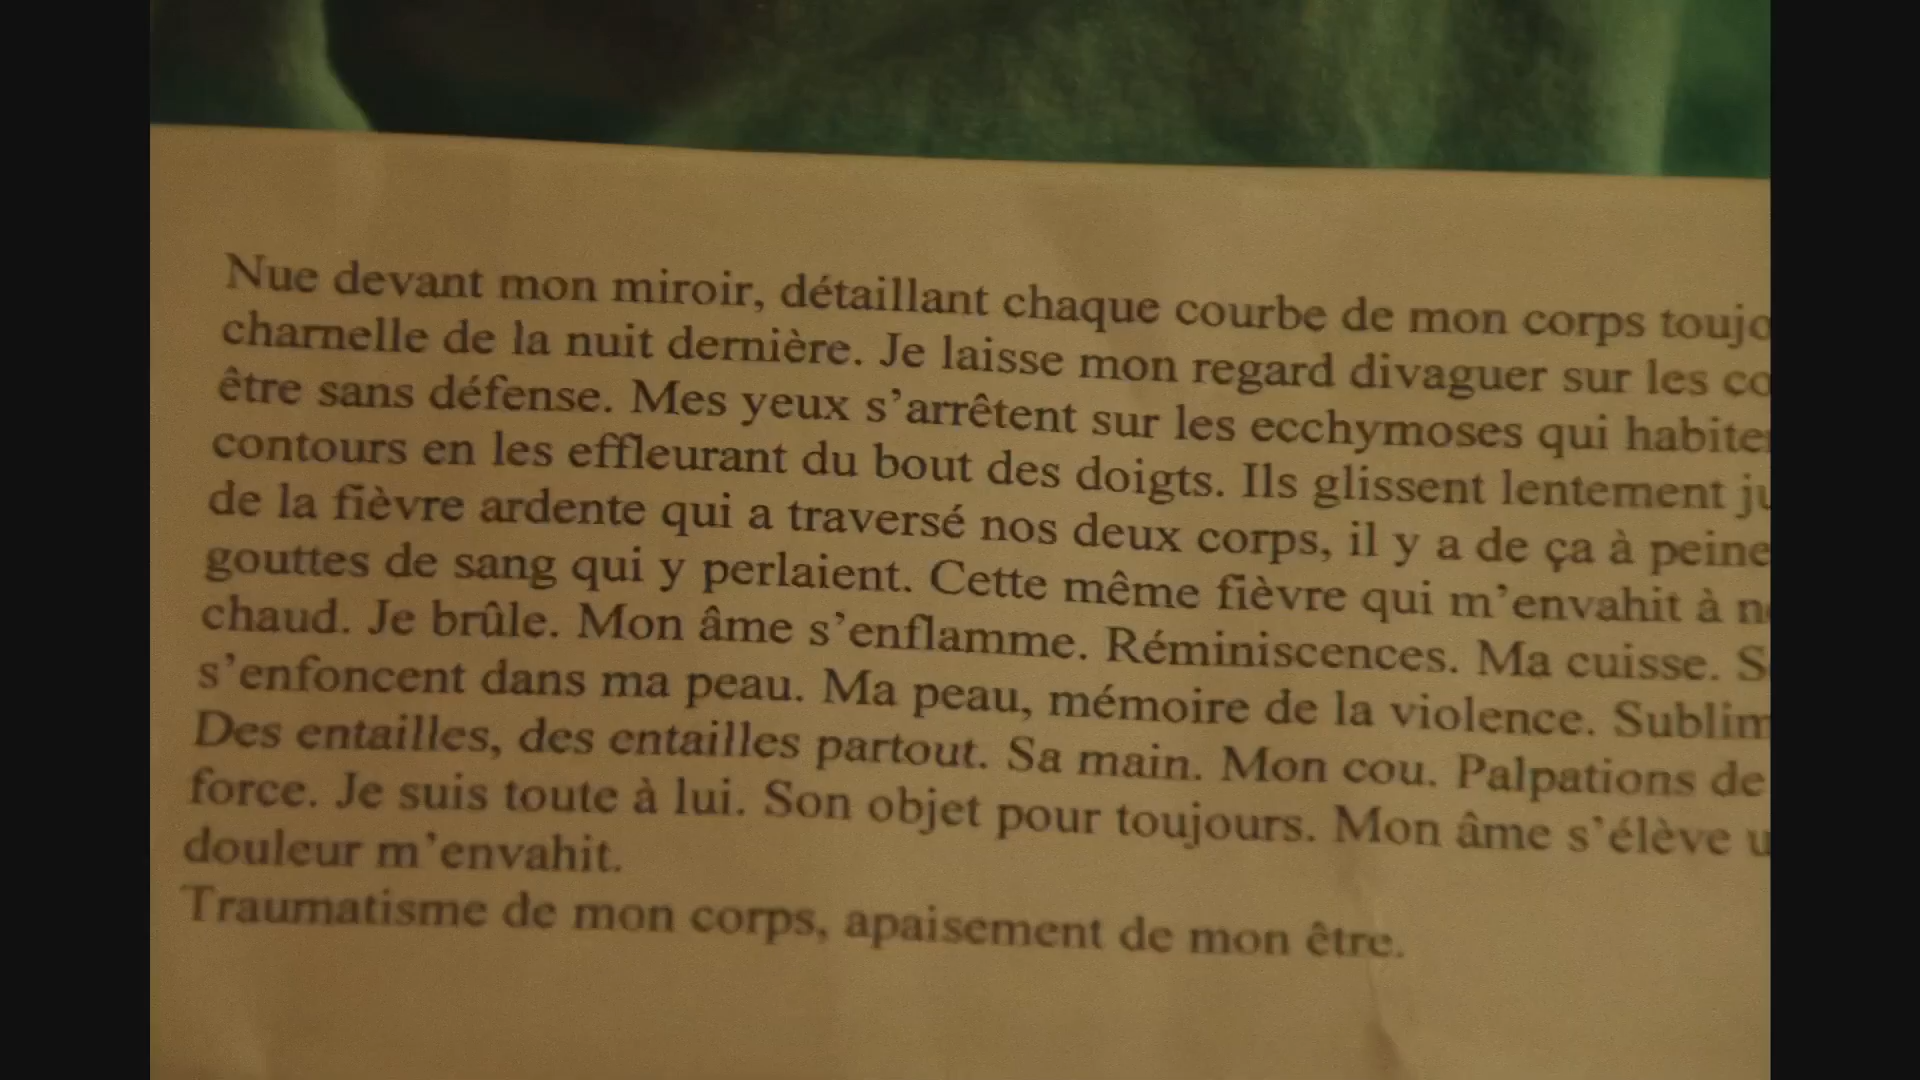 Nue devant mon miroir, détaillant chaque courbe de mon corps toujo
charnelle de la nuit dernière. Je laisse mon regard divaguer sur les co
être sans défense. Mes yeux s’arrêtent sur les ecchymoses qui habite
contours en les effleurant du bout des doigts. Ils glissent lentement ju
de la fièvre ardente qui a traversé nos deux corps, il y a de ça à peine
gouttes de sang qui y perlaient. Cette même fièvre qui m’envahit à n
chaud. Je brûle. Mon âme s’enflamme. Réminiscences. Ma cuisse. S
s’enfoncent dans ma peau. Ma peau, mémoire de la violence. Sublim
Des entailles, des entailles partout. Sa main. Mon cou. Palpations de
force. Je suis toute à lui. Son objet pour toujours. Mon âme s’élève u
douleur m’envahit.
Traumatisme de mon corps, apaisement de mon être.